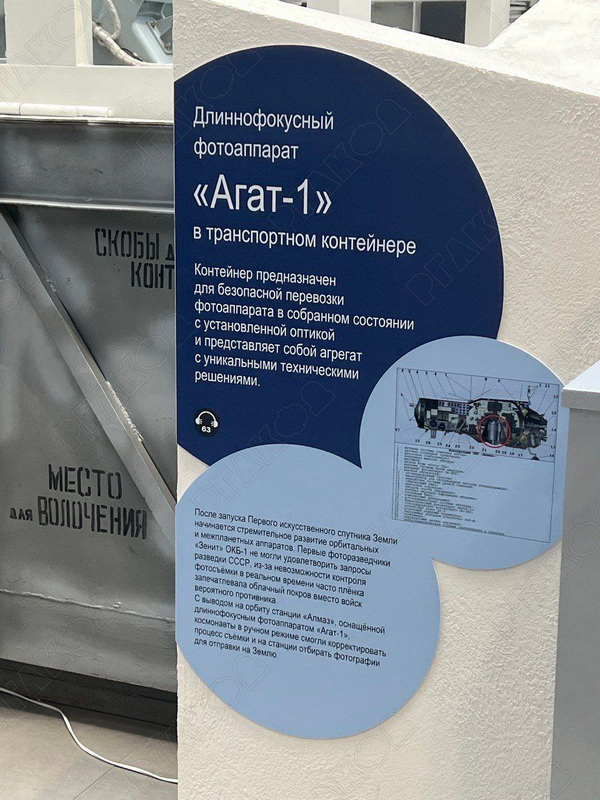 Длиннофокусный
фотоаппарат
«Агат-1»
в транспортном контейнере
Контейнер предназначен
для безопасной перевозки
фотоаппарата в собранном состоянии
с установленной оптикой
и представляет собой агрегат
с уникальными техническими
решениями.
63
После запуска Первого искусственного спутника Земли
начинается стремительное развитие орбитальных
и межпланетных аппаратов. Первые фоторазведчики
«Зенит» ОКБ-1 не могли удовлетворить запросы
разведки СССР, из-за невозможности контроля
фотосъёмки в реальном времени часто плёнка
запечатлевала облачный покров вместо войск
вероятного противника.
С выводом на орбиту станции «Алмаз», оснащённой
длиннофокусным фотоаппаратом «Агат-1»,
космонавты в ручном режиме смогли корректировать
процесс съёмки и на станции отбирать фотографии
для отправки на Землю.
СКОБЫ
КОНТ
МЕСТО
для ВОЛОЧЕНИЯ